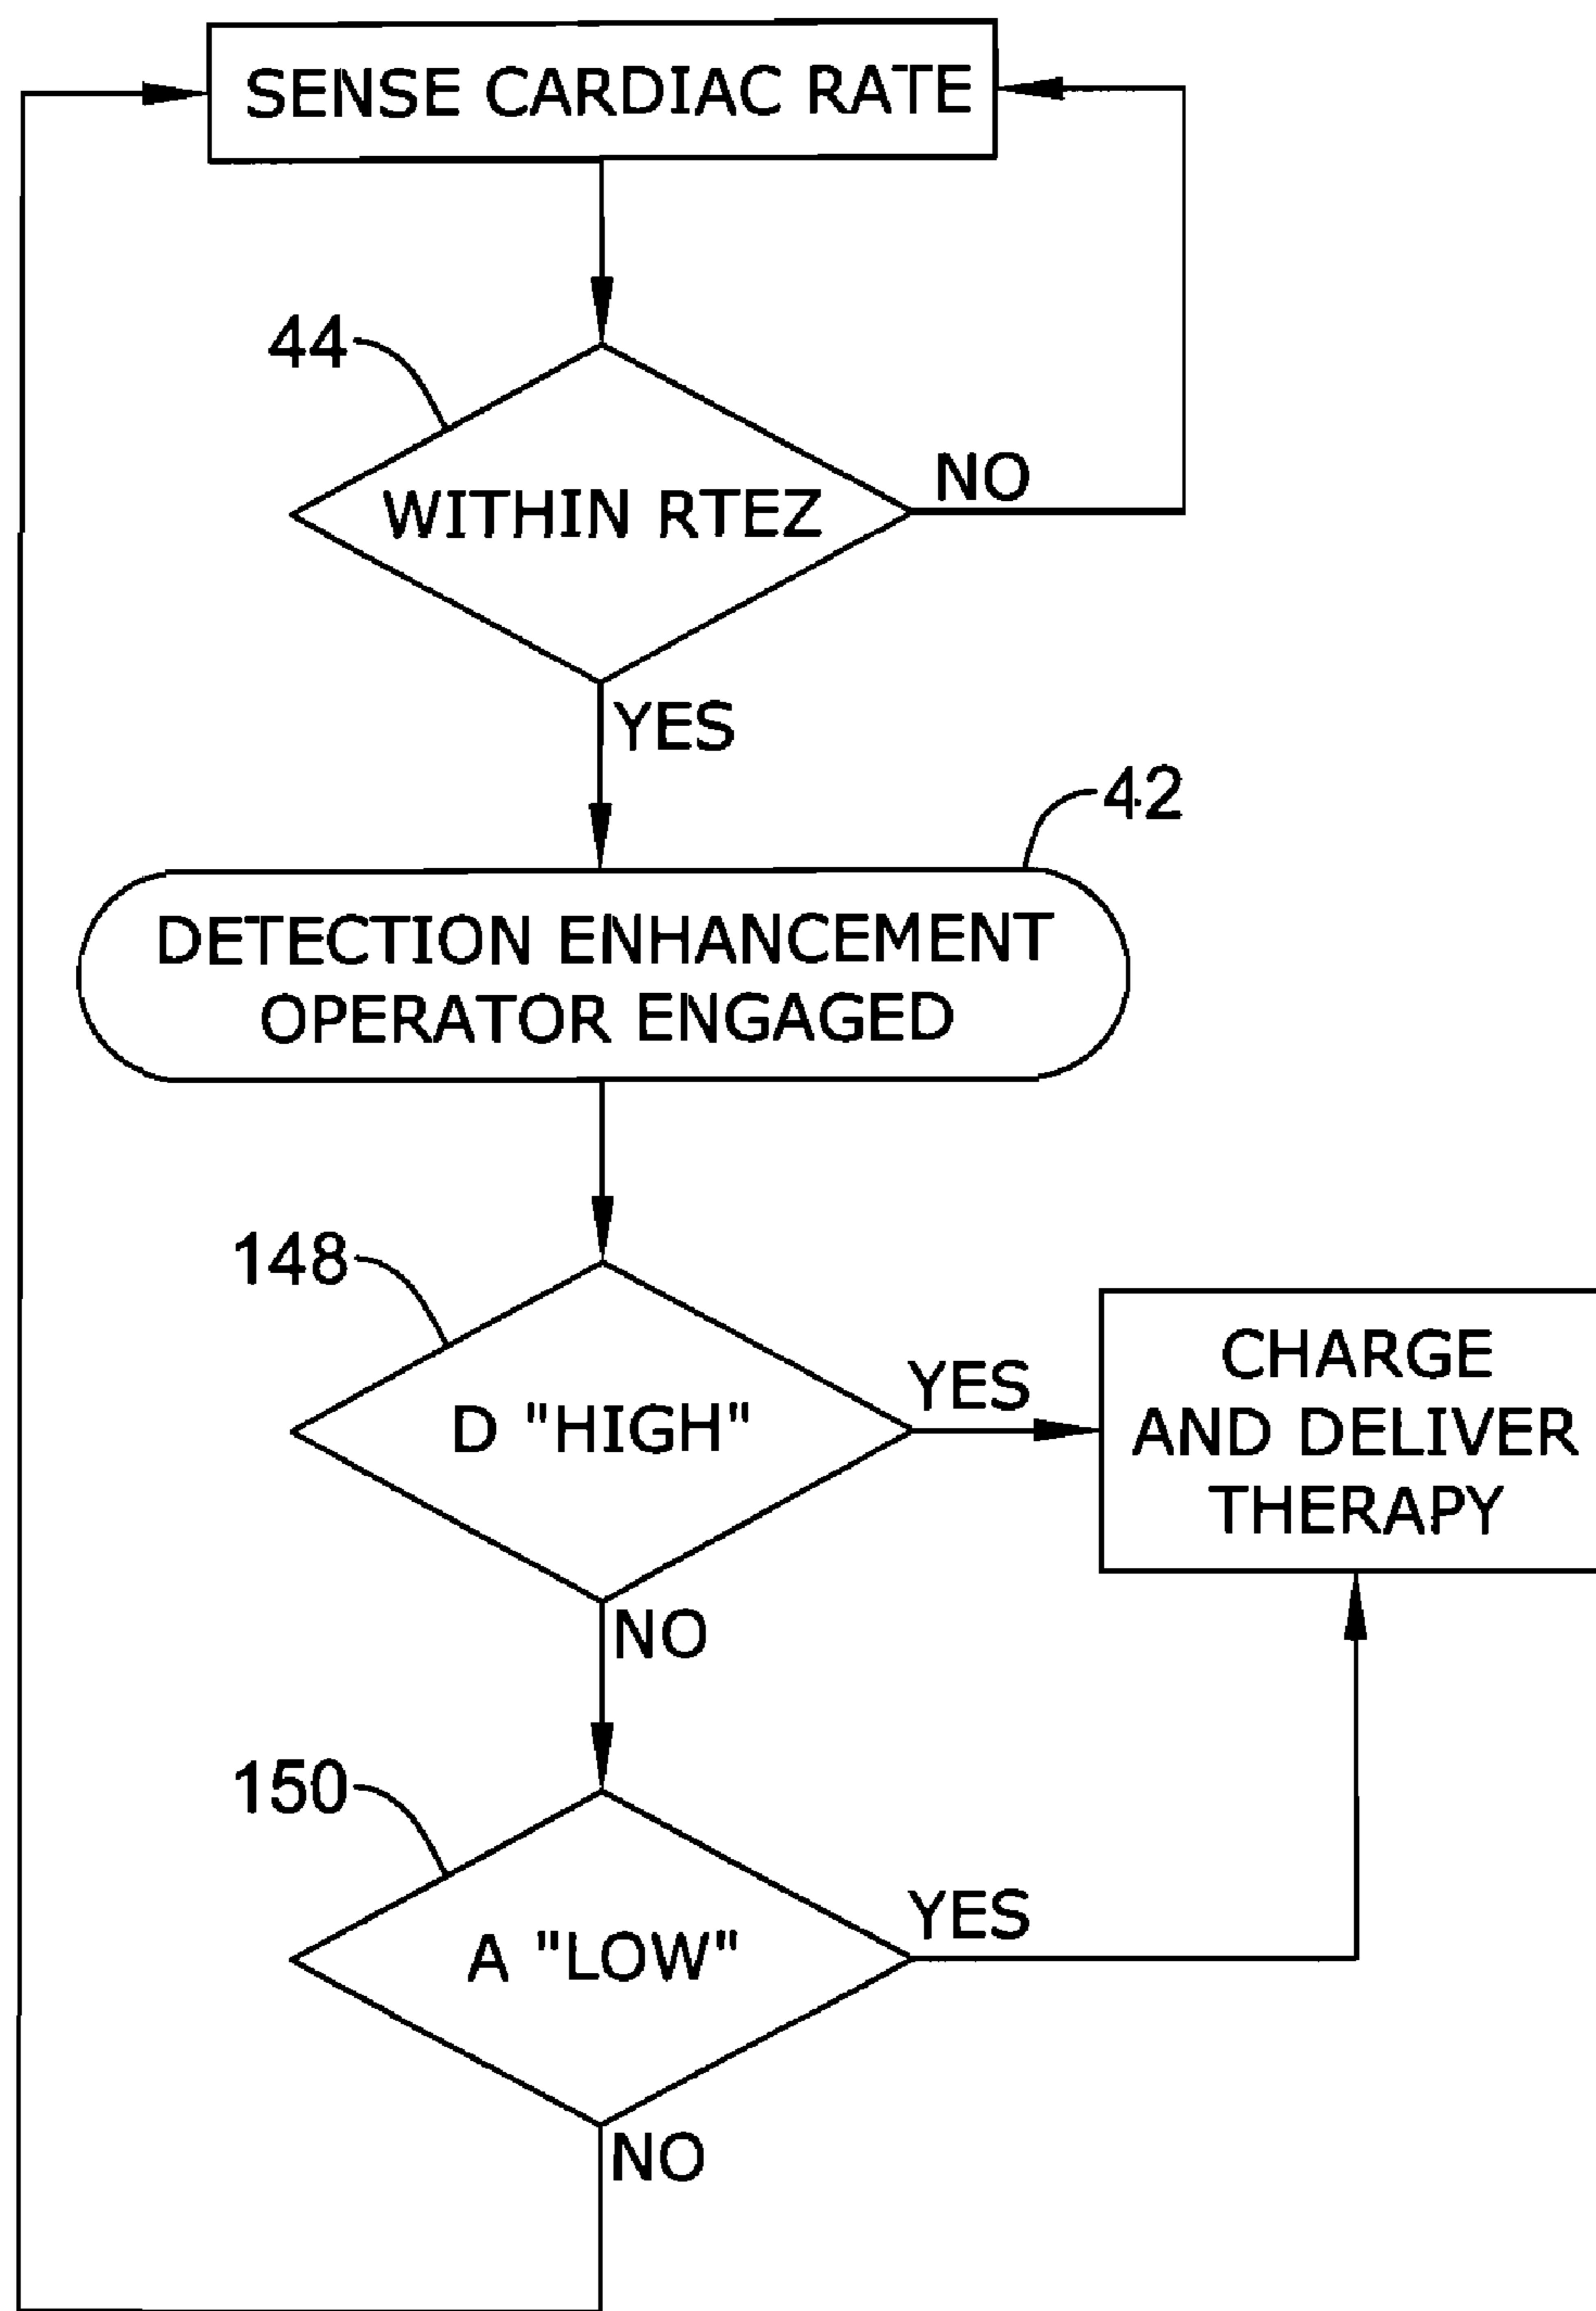 SENSE CARDIAC RATE
44
WITHIN RTEZ
NO
YES
42
DETECTION ENHANCEMENT
OPERATOR ENGAGED
148
D "HIGH"
YES
CHARGE
AND DELIVER
THERAPY
NO
150
A "LOW"
YES
NO